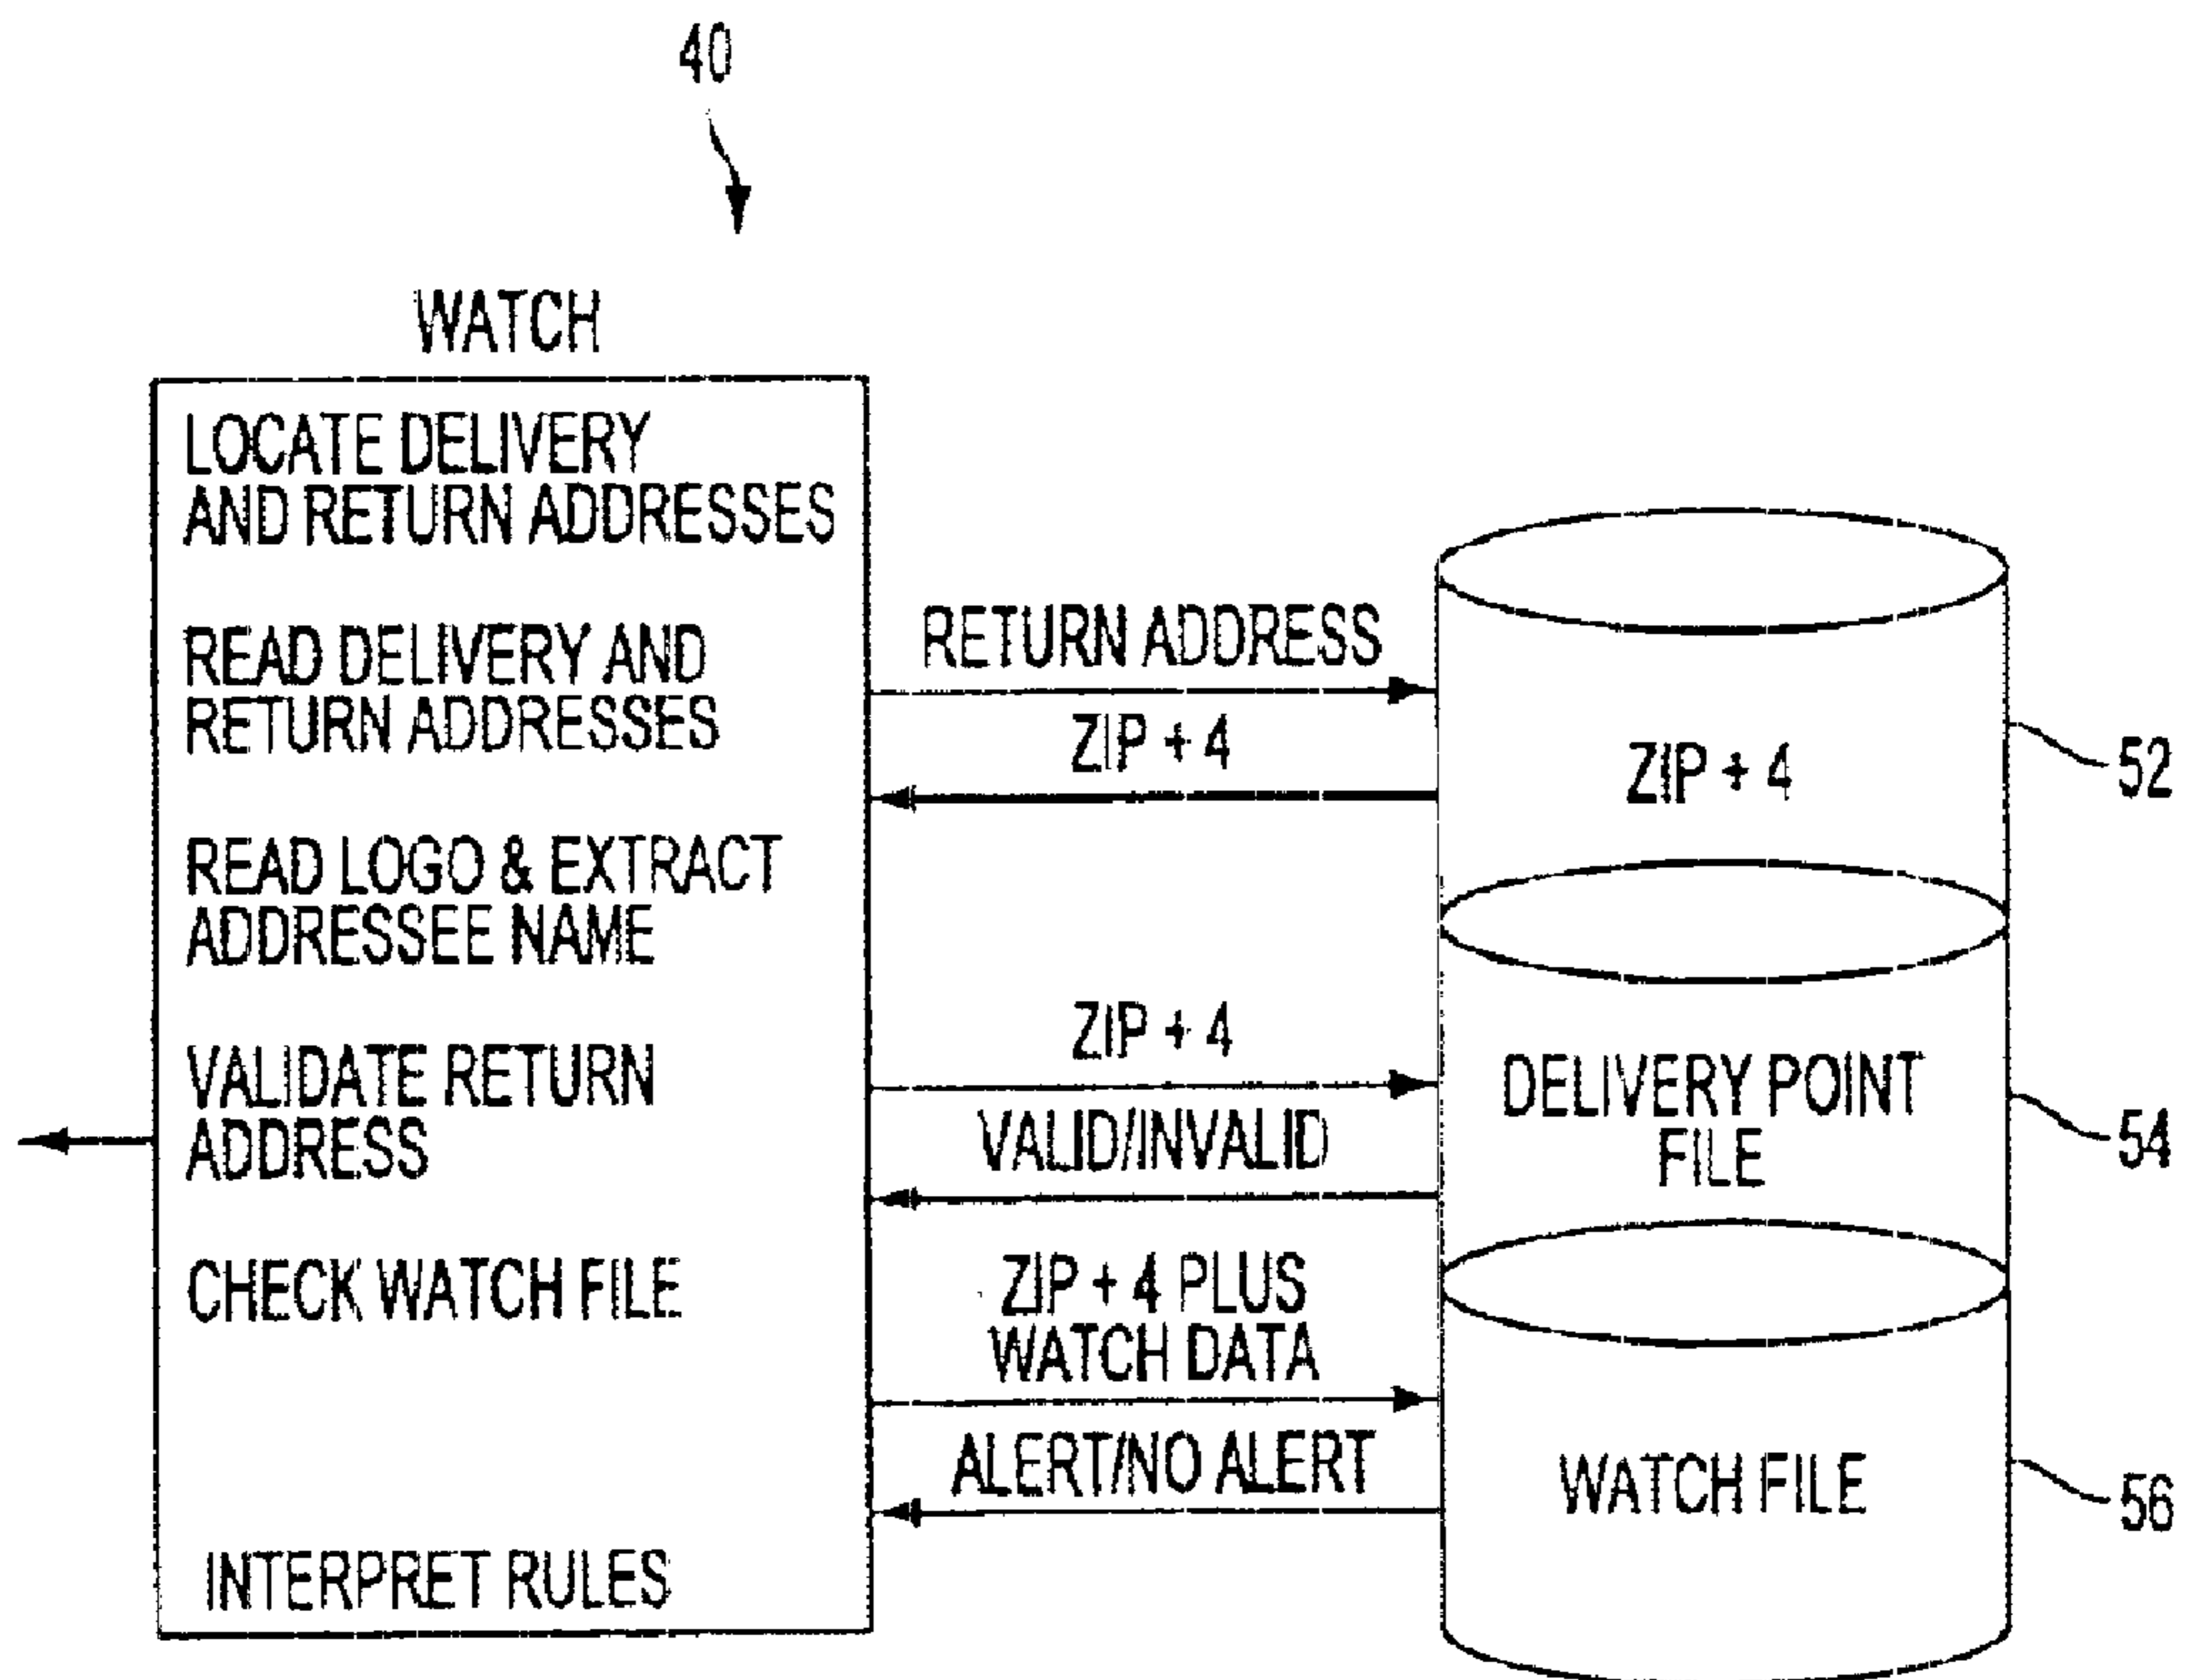 40
WATCH
LOCATE DELIVERY
AND RETURN ADDRESSES
READ DELIVERY AND
RETURN ADDRESSES
READ LOGO & EXTRACT
ADDRESSEE NAME
VALIDATE RETURN
ADDRESS
CHECK WATCH FILE
INTERPRET RULES
RETURN ADDRESS
ZIP + 4
ZIP + 4
VALID/INVALID
ZIP + 4 PLUS
WATCH DATA
ALERT/NO ALERT
ZIP + 4
52
DELIVERY POINT
FILE
54
WATCH FILE
56